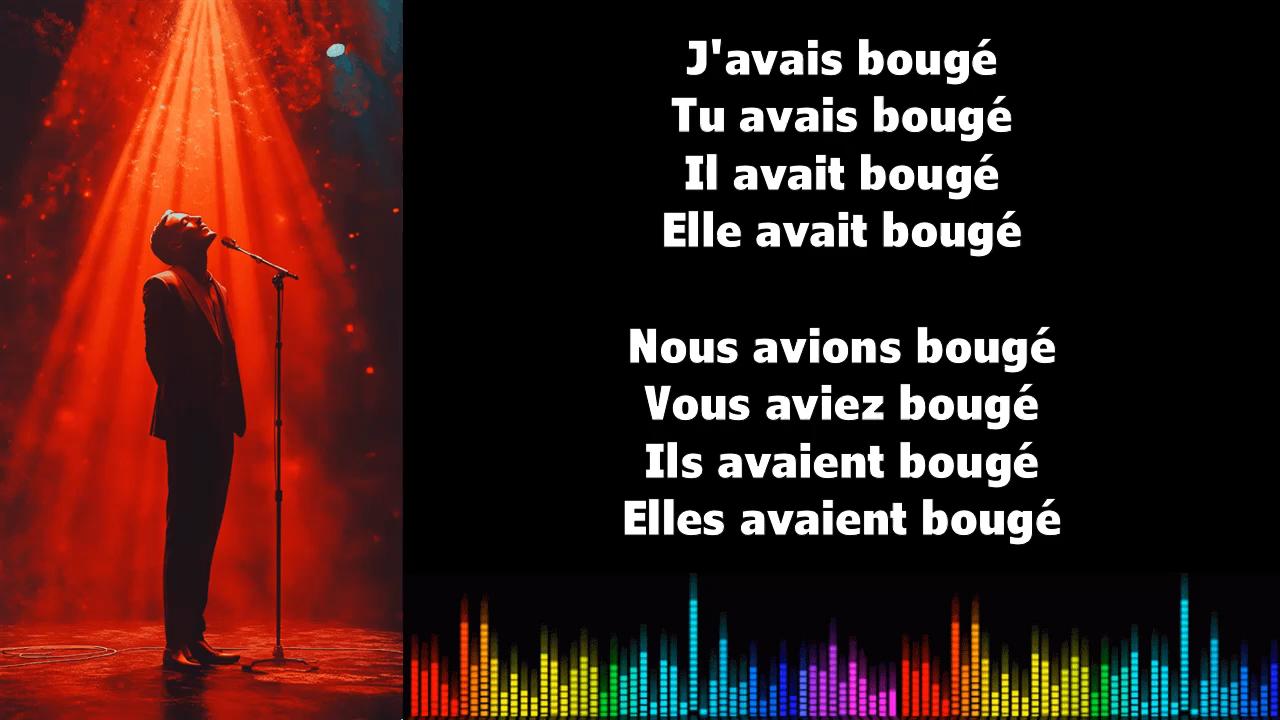 J'avais bougé
Tu avais bougé
Il avait bougé
Elle avait bougé
Nous avions bougé
Vous aviez bougé
Ils avaient bougé
Elles avaient bougé